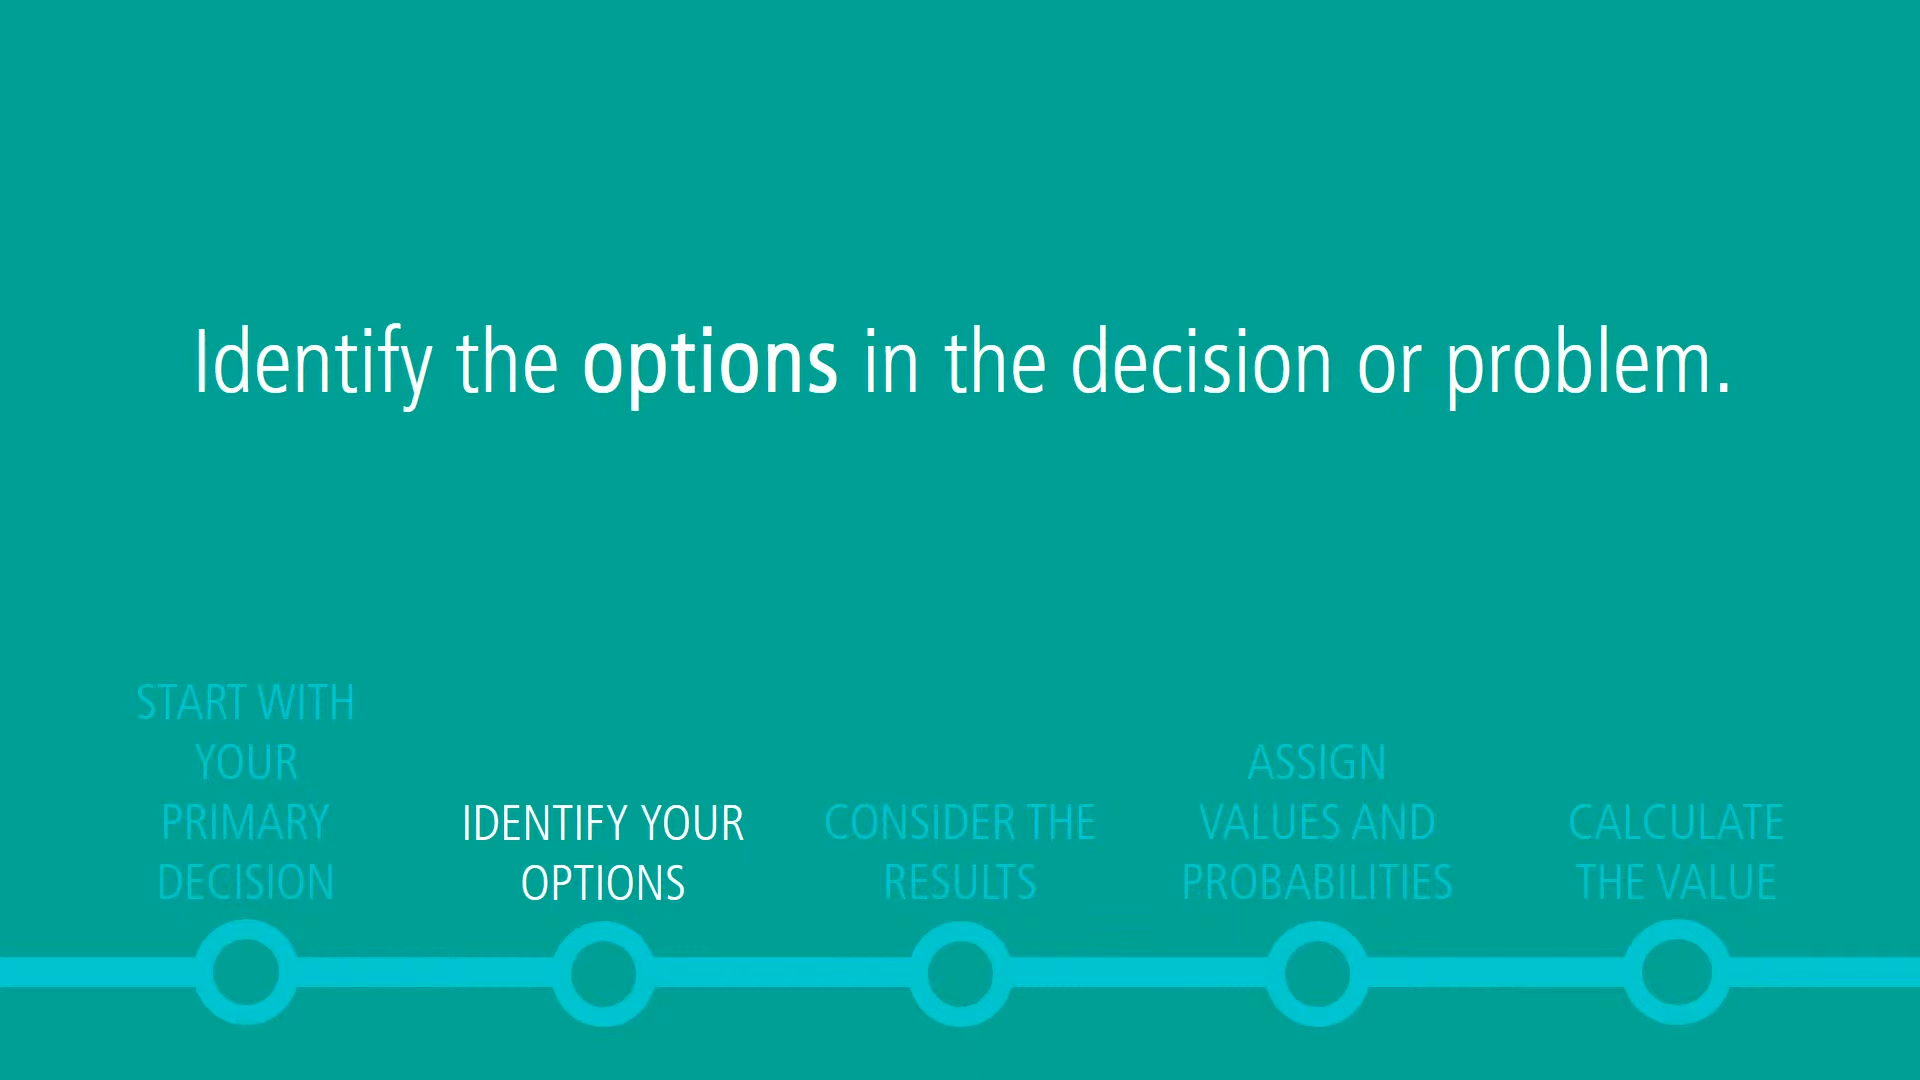 Identify the options in the decision or problem.
START WITH
YOUR
PRIMARY
DECISION
IDENTIFY YOUR
OPTIONS
CONSIDER THE
RESULTS
ASSIGN
VALUES AND
PROBABILITIES
CALCULATE
THE VALUE